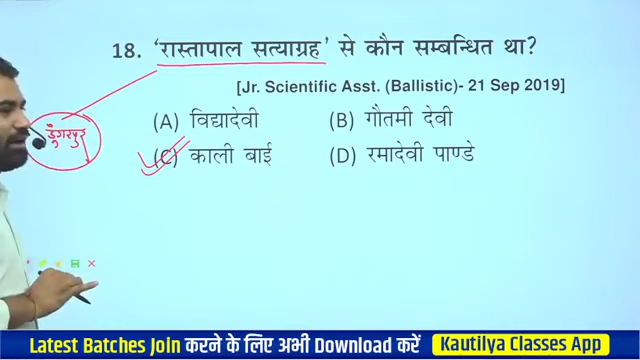 18. ‘रास्तापाल सत्याग्रह’ से कौन सम्बन्धित था?
[Jr. Scientific Asst. (Ballistic)- 21 Sep 2019]
(A) विद्यादेवी (B) गौतमी देवी
डुंगरपुर
(C) काली बाई (D) रमादेवी पाण्डे
Latest Batches Join करने के लिए अभी Download करें Kautilya Classes App